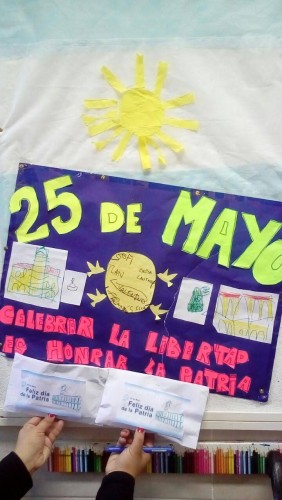 25 DE MAYO
CELEBRAR LA LIBERTAD
ES HONRAR LA PATRIA
Feliz día
de la Patria
Feliz día
de la Patria